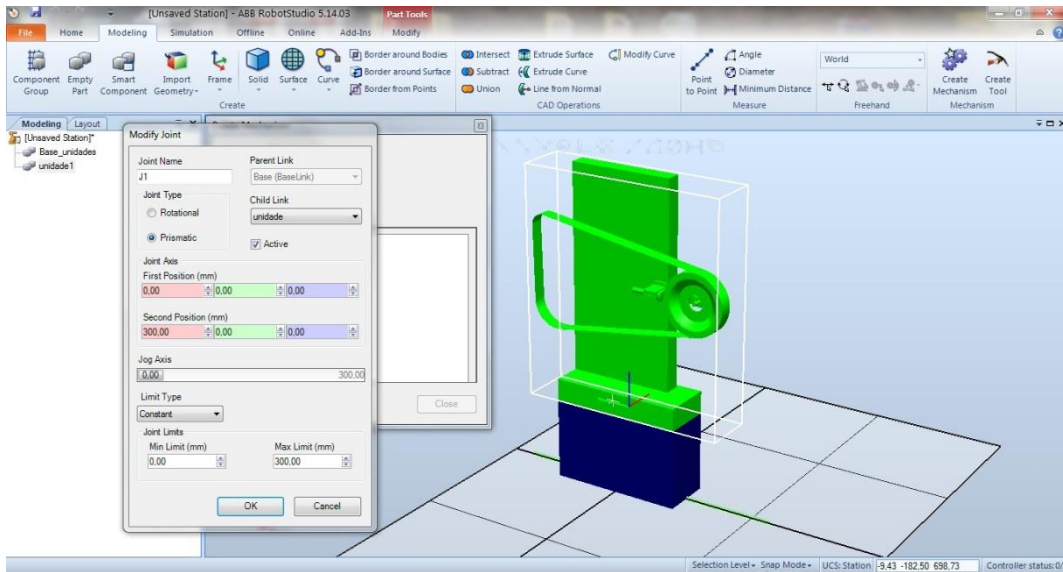 [Unsaved Station] - ABB RobotStudio 5.14.03
Part Tools
File Home Modeling Simulation Offline Online Add-Ins Modify
Component Group
Empty Part
Smart Component
Import Geometry
Frame
Solid
Surface
Curve
Border around Bodies
Border around Surface
Border from Points
Create
Intersect
Subtract
Union
Extrude Surface
Extrude Curve
Line from Normal
Modify Curve
CAD Operations
Point to Point
Angle
Diameter
Minimum Distance
Measure
World
Freehand
Create Mechanism
Create Tool
Mechanism
Modeling Layout
[Unsaved Station]*
Base_unidades
unidade1
Modify Joint
Joint Name
J1
Parent Link
Base (BaseLink)
Joint Type
Rotational
Prismatic
Child Link
unidade
Active
Joint Axis
First Position (mm)
0,00 0,00 0,00
Second Position (mm)
300,00 0,00 0,00
Jog Axis
0,00 300,00
Limit Type
Constant
Joint Limits
Min Limit (mm) Max Limit (mm)
0,00 300,00
OK Cancel
Close
Selection Level Snap Mode UCS: Station -9,43 -182,50 698,73 Controller status: 0